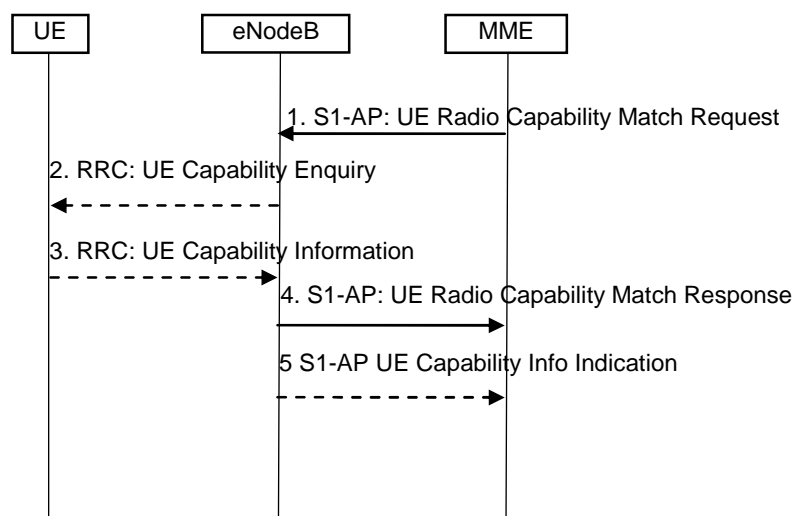 UE
eNodeB
MME
1. S1-AP: UE Radio Capability Match Request
2. RRC: UE Capability Enquiry
3. RRC: UE Capability Information
4. S1-AP: UE Radio Capability Match Response
5 S1-AP UE Capability Info Indication